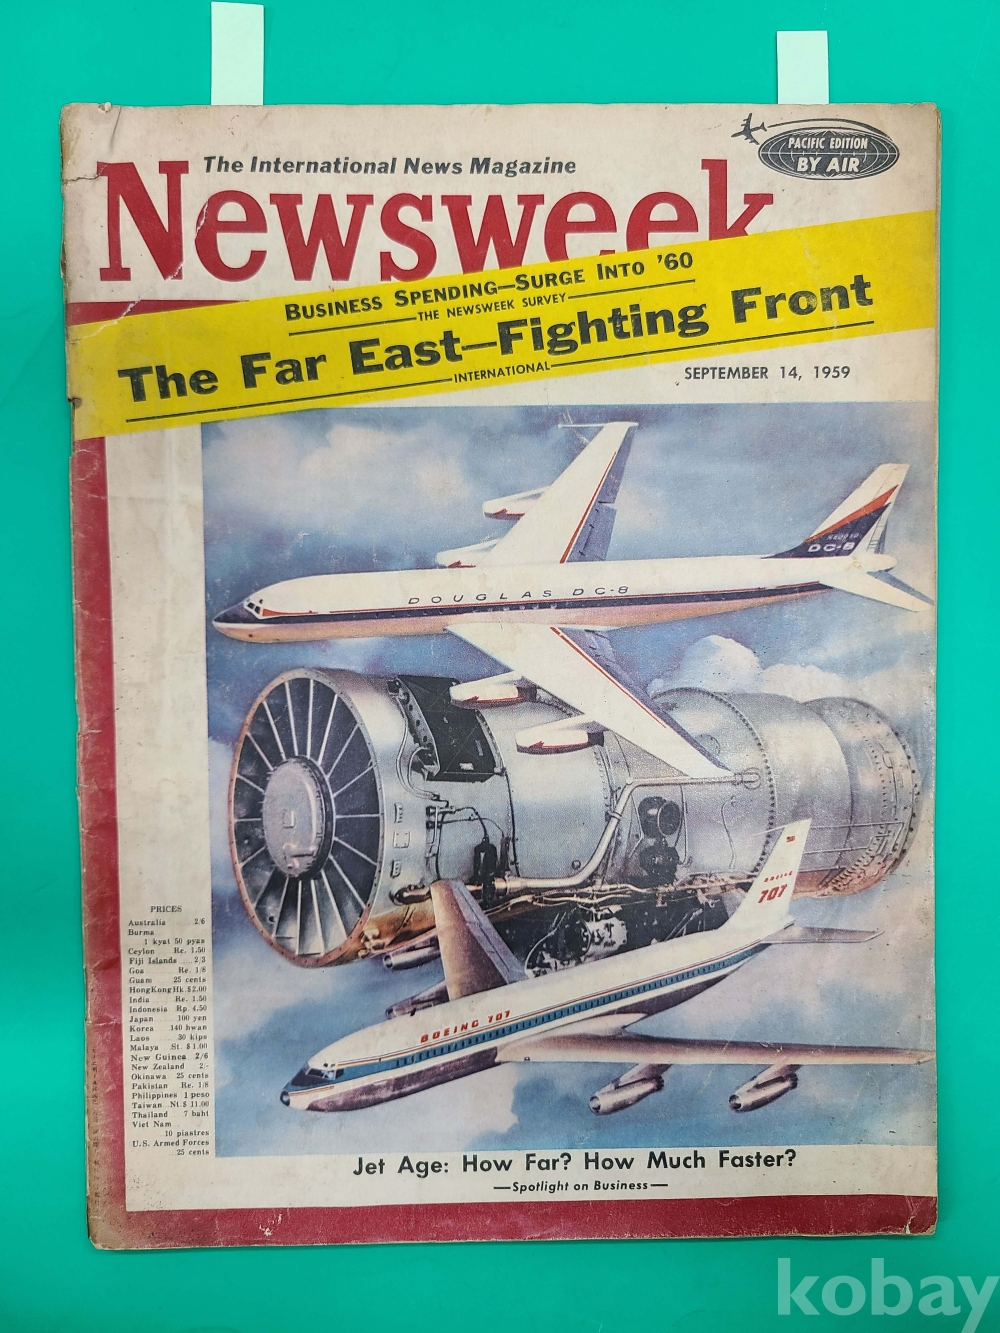 PACIFIC EDITION
BY AIR
The International News Magazine
Newsweek
BUSINESS SPENDING—SURGE INTO '60
THE NEWSWEEK SURVEY
The Far East—Fighting Front
INTERNATIONAL
SEPTEMBER 14, 1959
DC-8
DOUGLAS DC-8
BOEING
707
BOEING 707
PRICES
Australia 2/6
Burma
1 kyat 50 pyas
Ceylon Re. 1.50
Fiji Islands 2/3
Goa Re. 1/8
Guam 25 cents
HongKong Hk.$2.00
India Re. 1.50
Indonesia Rp. 4.50
Japan 100 yen
Korea 140 hwan
Laos 30 kips
Malaya St. $1.00
New Guinea 2/6
New Zealand 2/-
Okinawa 25 cents
Pakistan Re. 1/8
Philippines 1 peso
Taiwan Nt.$ 11.00
Thailand 7 baht
Viet Nam
10 piastres
U.S. Armed Forces
25 cents
Jet Age: How Far? How Much Faster?
—Spotlight on Business—
kobay